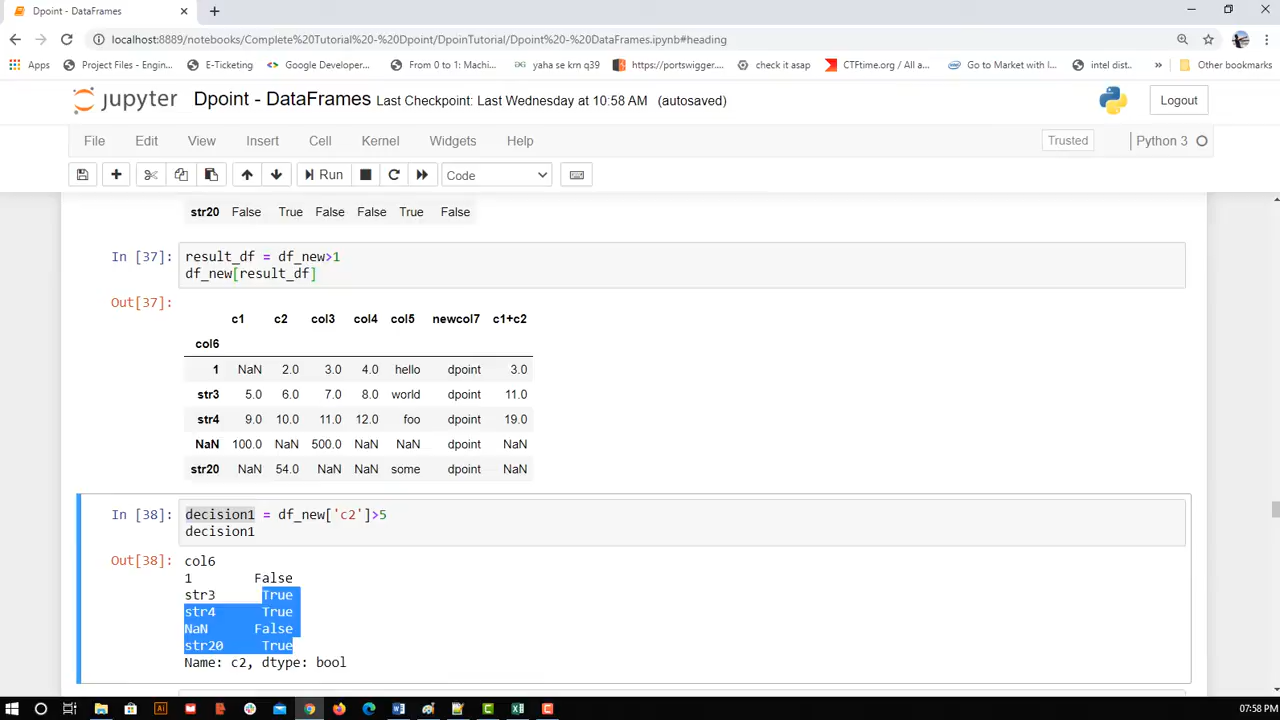 Dpoint - DataFrames
localhost:8889/notebooks/Complete%20Tutorial%20-%20Dpoint/DpoinTutorial/Dpoint%20-%20DataFrames.ipynb#heading
Apps Project Files - Engin... E-Ticketing Google Developer... From 0 to 1: Machi... yaha se krn q39 https://portswigger.... check it asap CTFtime.org / All a... Go to Market with I... intel dist... » Other bookmarks
jupyter Dpoint - DataFrames Last Checkpoint: Last Wednesday at 10:58 AM (autosaved) Logout
File Edit View Insert Cell Kernel Widgets Help Trusted Python 3
Run Code
str20 False True False False True False
In [37]: result_df = df_new>1
df_new[result_df]
Out[37]:
c1 c2 col3 col4 col5 newcol7 c1+c2
col6
1 NaN 2.0 3.0 4.0 hello dpoint 3.0
str3 5.0 6.0 7.0 8.0 world dpoint 11.0
str4 9.0 10.0 11.0 12.0 foo dpoint 19.0
NaN 100.0 NaN 500.0 NaN NaN dpoint NaN
str20 NaN 54.0 NaN NaN some dpoint NaN
In [38]: decision1 = df_new['c2']>5
decision1
Out[38]: col6
1 False
str3 True
str4 True
NaN False
str20 True
Name: c2, dtype: bool
07:58 PM